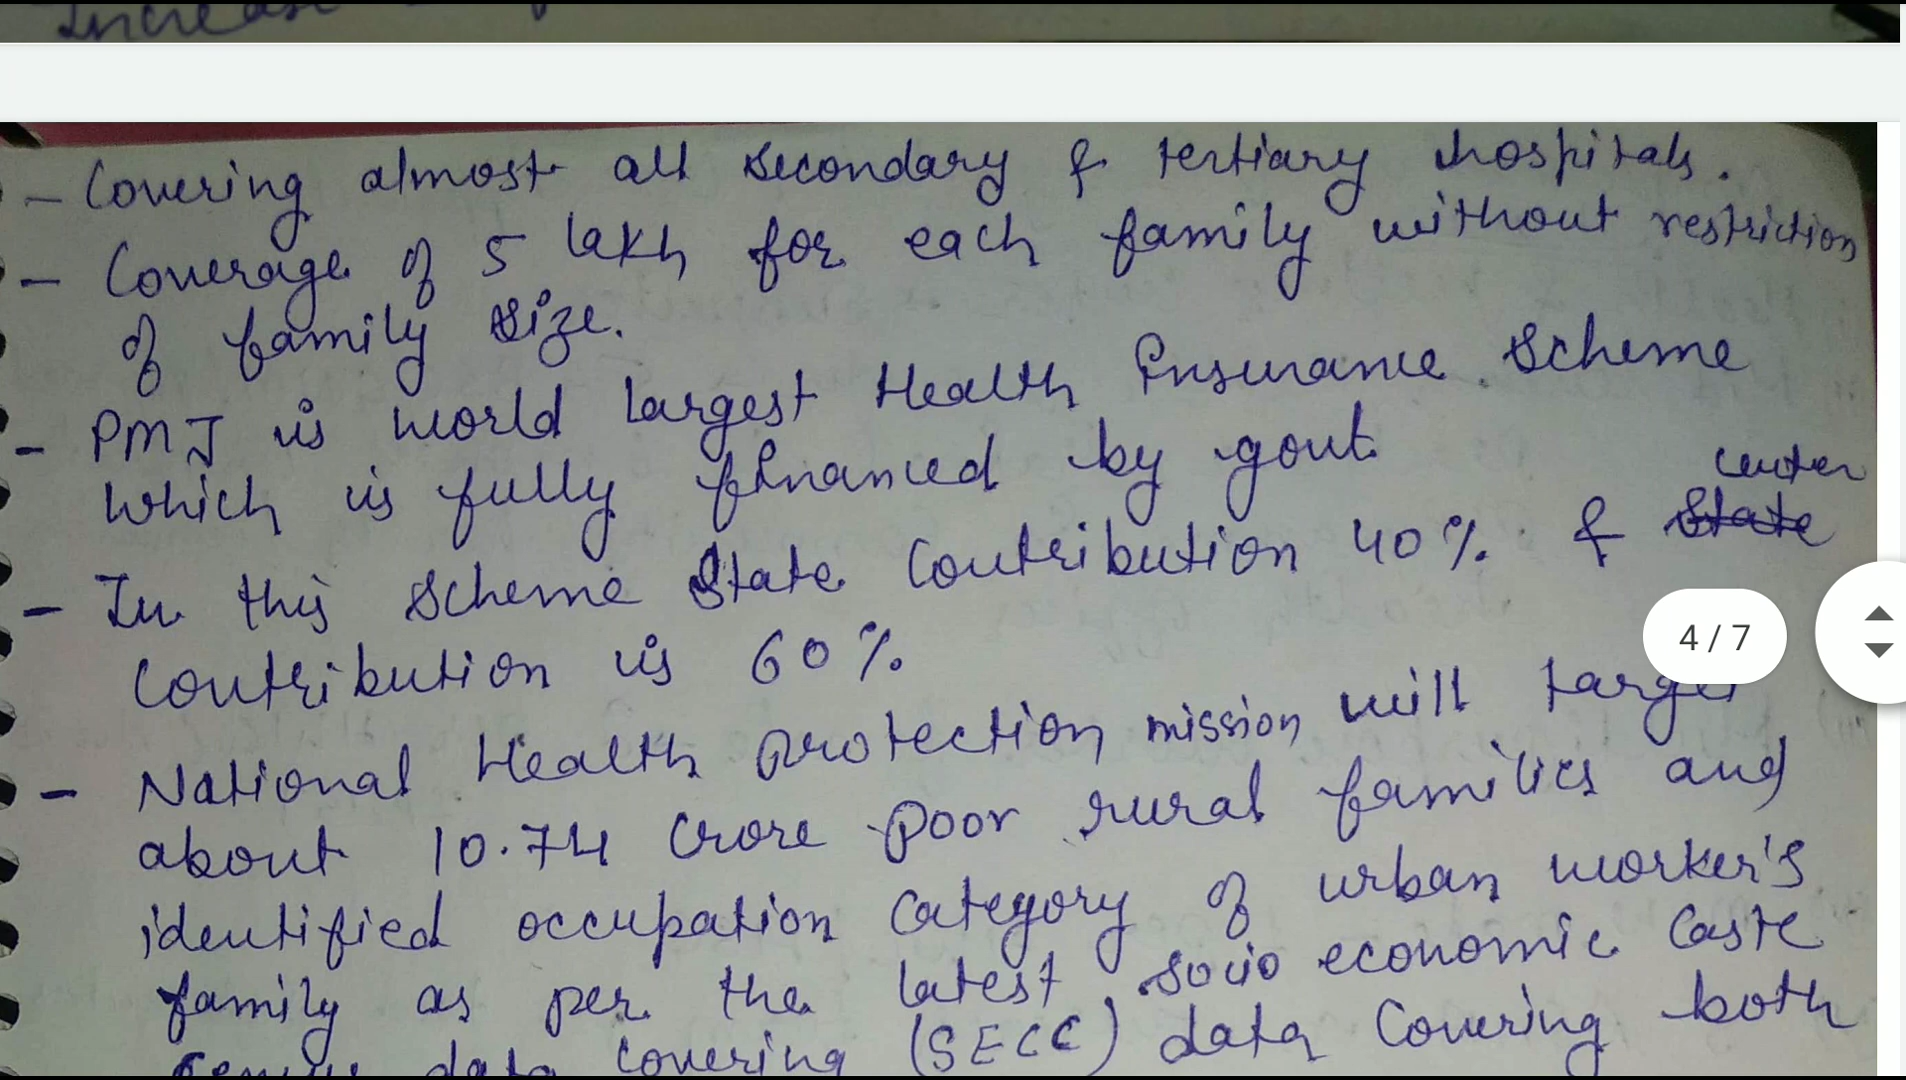 Increase
- Covering almost all secondary & tertiary hospitals.
- Coverage of 5 lakh for each family without restriction
of family size.
- PMJ is world largest Health Insurance Scheme
which is fully financed by govt.
center
- In this scheme State Contribution 40% & State
Contribution is 60%.
4 / 7
- National Health protection mission will target
about 10.74 Crore poor rural families and
identified occupation Category of urban worker's
family as per the latest socio economic Caste
census data covering (SECC) data Covering both